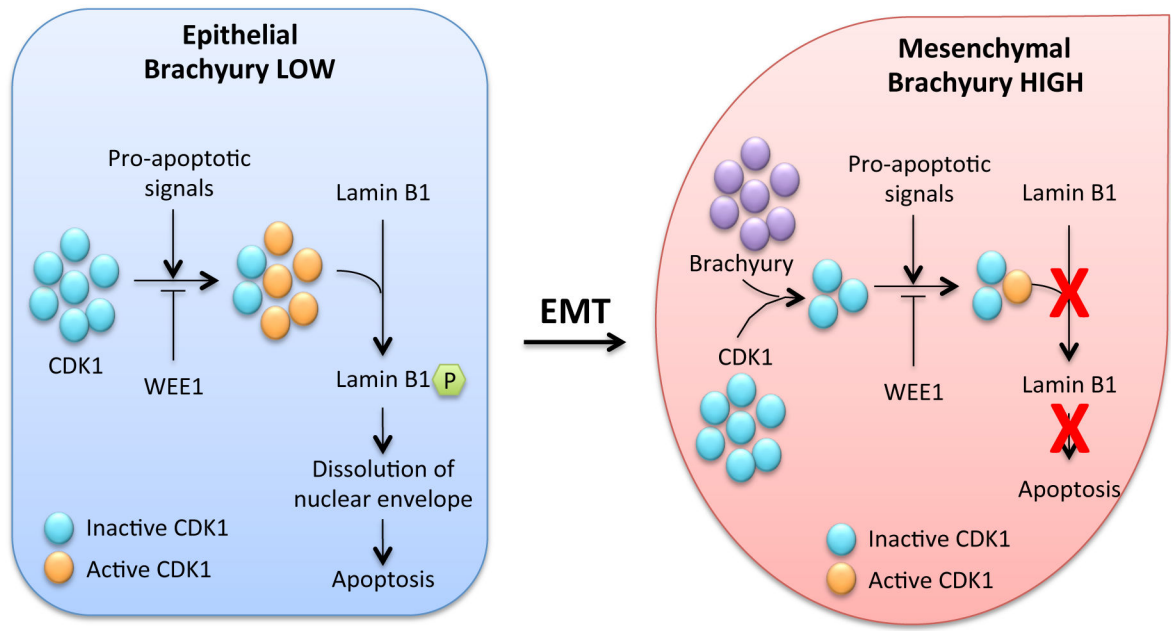 Epithelial
Brachyury LOW
Pro-apoptotic
signals
Lamin B1
CDK1
WEE1
Lamin B1
P
Dissolution of
nuclear envelope
Inactive CDK1
Active CDK1
Apoptosis
EMT
Mesenchymal
Brachyury HIGH
Pro-apoptotic
signals
Lamin B1
Brachyury
CDK1
WEE1
Lamin B1
Apoptosis
Inactive CDK1
Active CDK1